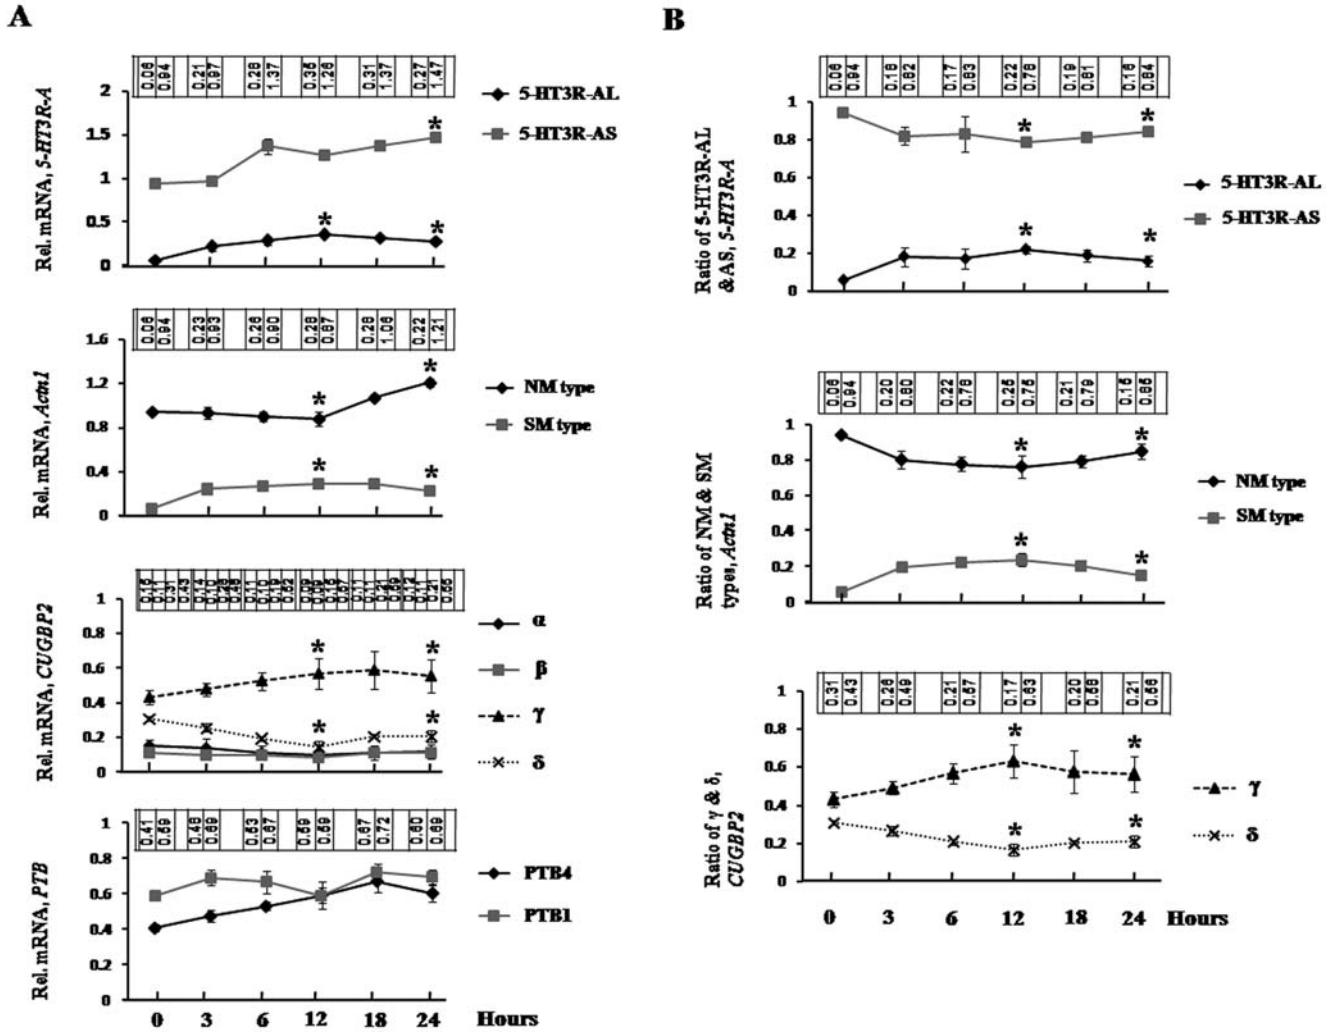 A
0.06 0.94 0.21 0.97 0.28 1.37 0.35 1.26 0.31 1.37 0.27 1.47
Rel. mRNA, 5-HT3R-A
2
1.5
1
0.5
0
* * * *
5-HT3R-AL
5-HT3R-AS
0.06 0.94 0.23 0.93 0.26 0.90 0.28 0.87 0.28 1.06 0.22 1.21
Rel. mRNA, Actn1
1.6
1.2
0.8
0.4
0
* * * *
NM type
SM type
Rel. mRNA, CUGBP2
1
0.8
0.6
0.4
0.2
0
* * * *
α
β
γ
δ
0.41 0.59 0.48 0.69 0.53 0.67 0.59 0.59 0.67 0.72 0.60 0.69
Rel. mRNA, PTB
1
0.8
0.6
0.4
0.2
0
PTB4
PTB1
0 3 6 12 18 24 Hours
B
0.06 0.94 0.18 0.82 0.17 0.83 0.22 0.78 0.19 0.81 0.16 0.84
Ratio of 5-HT3R-AL
&AS, 5-HT3R-A
1
0.8
0.6
0.4
0.2
0
* * * *
5-HT3R-AL
5-HT3R-AS
0.06 0.94 0.20 0.80 0.22 0.78 0.25 0.75 0.21 0.79 0.15 0.85
Ratio of NM & SM
types, Actn1
1
0.8
0.6
0.4
0.2
0
* * * *
NM type
SM type
0.31 0.43 0.26 0.49 0.21 0.57 0.17 0.63 0.20 0.58 0.21 0.56
Ratio of γ & δ,
CUGBP2
1
0.8
0.6
0.4
0.2
0
* * * *
γ
δ
0 3 6 12 18 24 Hours